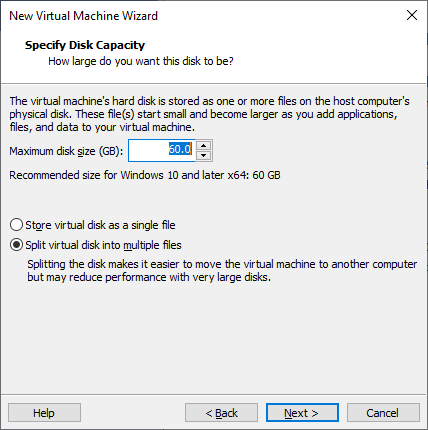 New Virtual Machine Wizard
Specify Disk Capacity
How large do you want this disk to be?
The virtual machine's hard disk is stored as one or more files on the host computer's
physical disk. These file(s) start small and become larger as you add applications,
files, and data to your virtual machine.
Maximum disk size (GB): 60.0
Recommended size for Windows 10 and later x64: 60 GB
Store virtual disk as a single file
Split virtual disk into multiple files
Splitting the disk makes it easier to move the virtual machine to another computer
but may reduce performance with very large disks.
Help < Back Next > Cancel